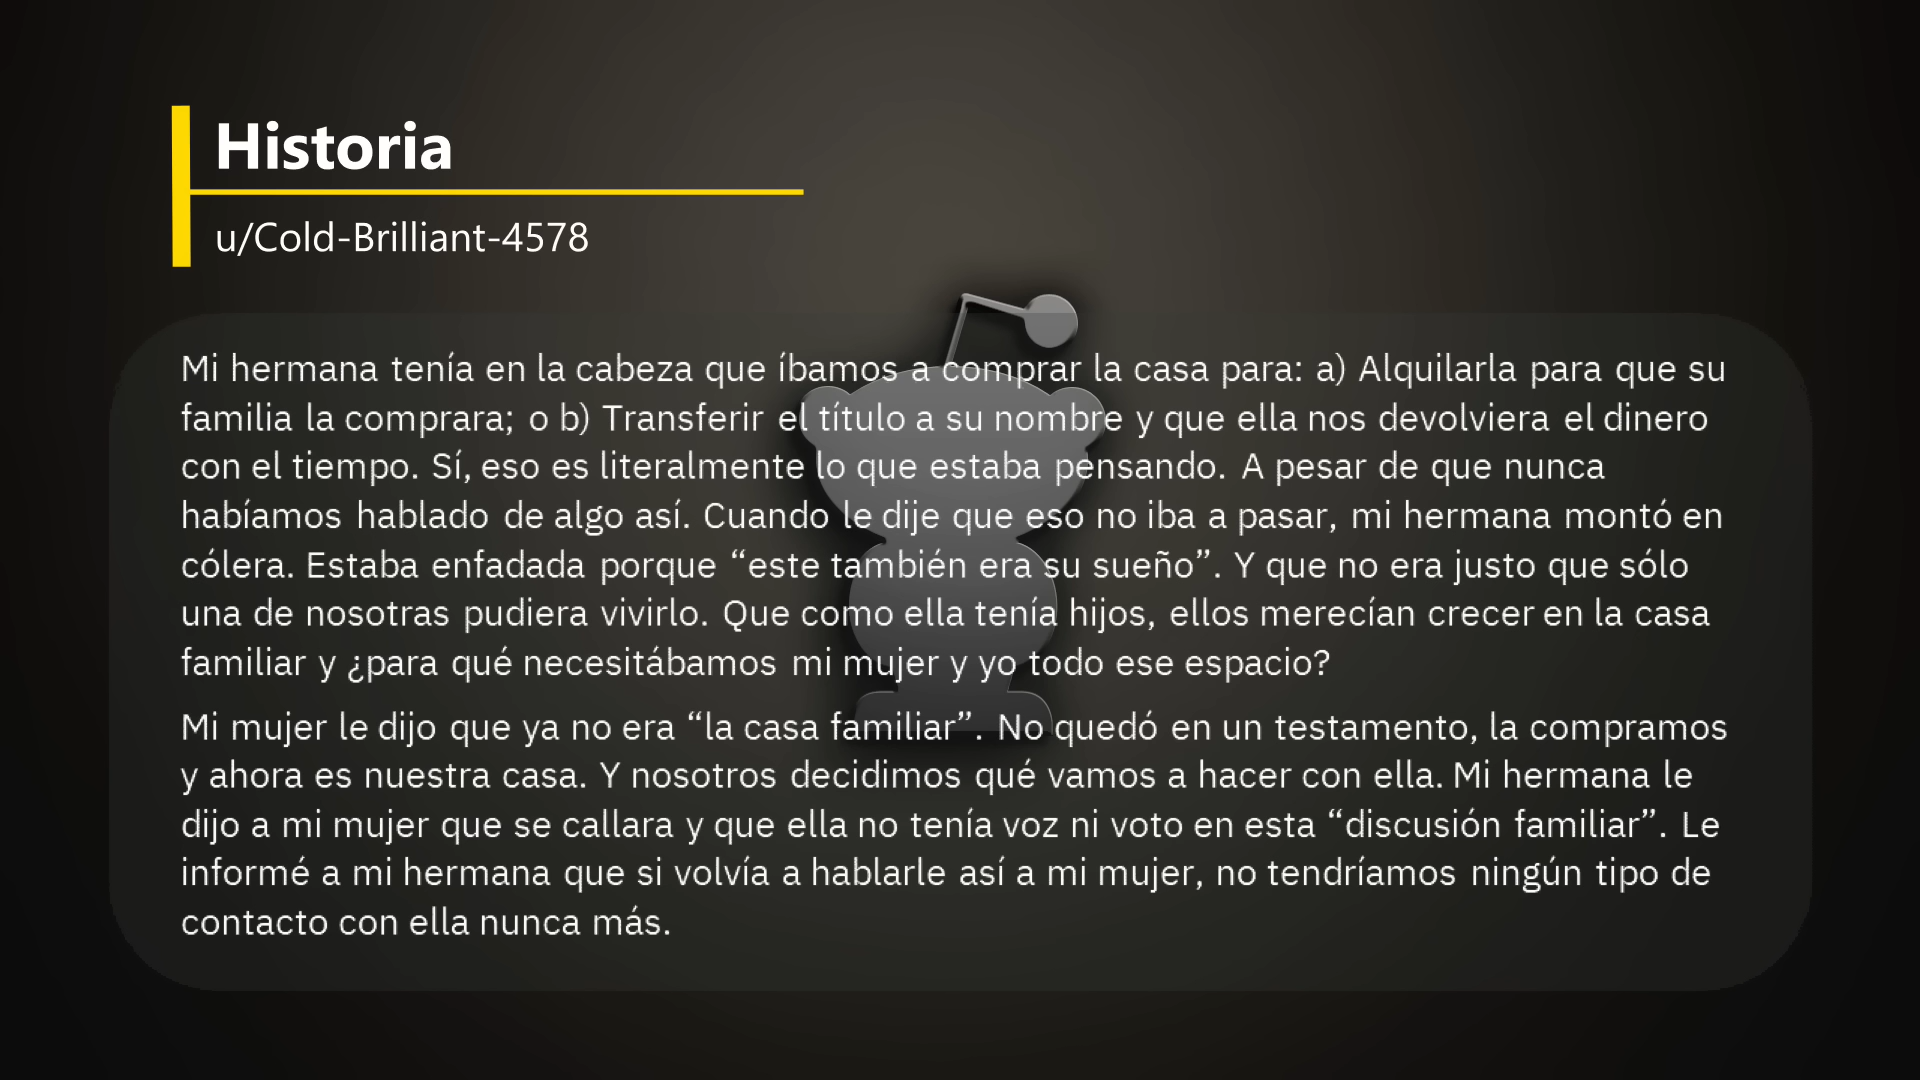 Historia
u/Cold-Brilliant-4578
Mi hermana tenía en la cabeza que íbamos a comprar la casa para: a) Alquilarla para que su
familia la comprara; o b) Transferir el título a su nombre y que ella nos devolviera el dinero
con el tiempo. Sí, eso es literalmente lo que estaba pensando. A pesar de que nunca
habíamos hablado de algo así. Cuando le dije que eso no iba a pasar, mi hermana montó en
cólera. Estaba enfadada porque “este también era su sueño”. Y que no era justo que sólo
una de nosotras pudiera vivirlo. Que como ella tenía hijos, ellos merecían crecer en la casa
familiar y ¿para qué necesitábamos mi mujer y yo todo ese espacio?
Mi mujer le dijo que ya no era “la casa familiar”. No quedó en un testamento, la compramos
y ahora es nuestra casa. Y nosotros decidimos qué vamos a hacer con ella. Mi hermana le
dijo a mi mujer que se callara y que ella no tenía voz ni voto en esta “discusión familiar”. Le
informé a mi hermana que si volvía a hablarle así a mi mujer, no tendríamos ningún tipo de
contacto con ella nunca más.